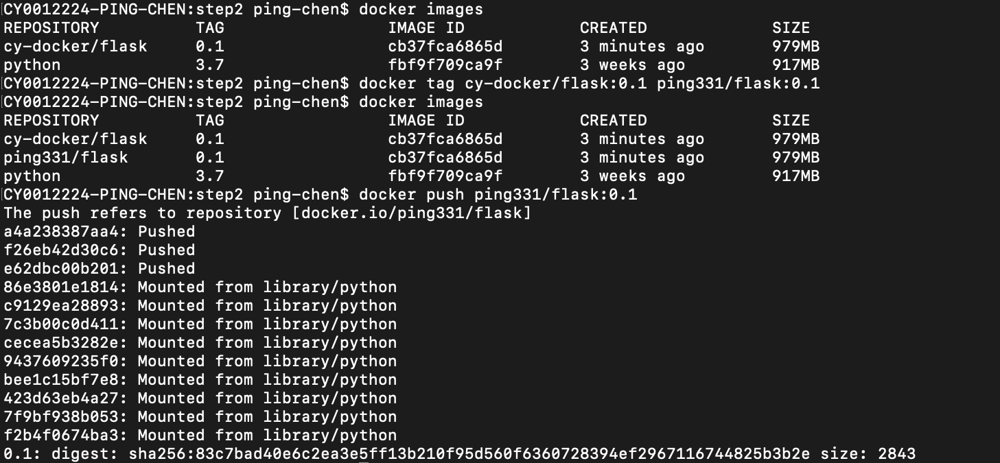 [CY0012224-PING-CHEN:step2 ping-chen$ docker images
REPOSITORY TAG IMAGE ID CREATED SIZE
cy-docker/flask 0.1 cb37fca6865d 3 minutes ago 979MB
python 3.7 fbf9f709ca9f 3 weeks ago 917MB
[CY0012224-PING-CHEN:step2 ping-chen$ docker tag cy-docker/flask:0.1 ping331/flask:0.1
[CY0012224-PING-CHEN:step2 ping-chen$ docker images
REPOSITORY TAG IMAGE ID CREATED SIZE
cy-docker/flask 0.1 cb37fca6865d 3 minutes ago 979MB
ping331/flask 0.1 cb37fca6865d 3 minutes ago 979MB
python 3.7 fbf9f709ca9f 3 weeks ago 917MB
[CY0012224-PING-CHEN:step2 ping-chen$ docker push ping331/flask:0.1
The push refers to repository [docker.io/ping331/flask]
a4a238387aa4: Pushed
f26eb42d30c6: Pushed
e62dbc00b201: Pushed
86e3801e1814: Mounted from library/python
c9129ea28893: Mounted from library/python
7c3b00c0d411: Mounted from library/python
cecea5b3282e: Mounted from library/python
9437609235f0: Mounted from library/python
bee1c15bf7e8: Mounted from library/python
423d63eb4a27: Mounted from library/python
7f9bf938b053: Mounted from library/python
f2b4f0674ba3: Mounted from library/python
0.1: digest: sha256:83c7bad40e6c2ea3e5ff13b210f95d560f6360728394ef2967116744825b3b2e size: 2843